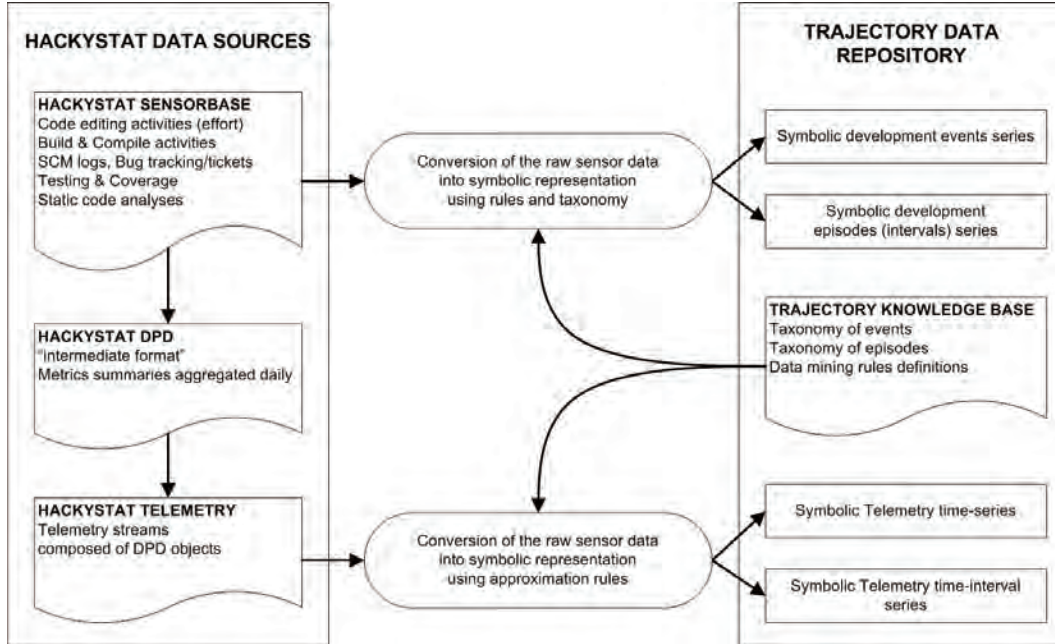 HACKYSTAT DATA SOURCES
HACKYSTAT SENSORBASE
Code editing activities (effort)
Build & Compile activities
SCM logs, Bug tracking/tickets
Testing & Coverage
Static code analyses
HACKYSTAT DPD
"intermediate format"
Metrics summaries aggregated daily
HACKYSTAT TELEMETRY
Telemetry streams
composed of DPD objects
Conversion of the raw sensor data
into symbolic representation
using rules and taxonomy
Conversion of the raw sensor data
into symbolic representation
using approximation rules
TRAJECTORY DATA
REPOSITORY
Symbolic development events series
Symbolic development
episodes (intervals) series
TRAJECTORY KNOWLEDGE BASE
Taxonomy of events
Taxonomy of episodes
Data mining rules definitions
Symbolic Telemetry time-series
Symbolic Telemetry time-interval
series